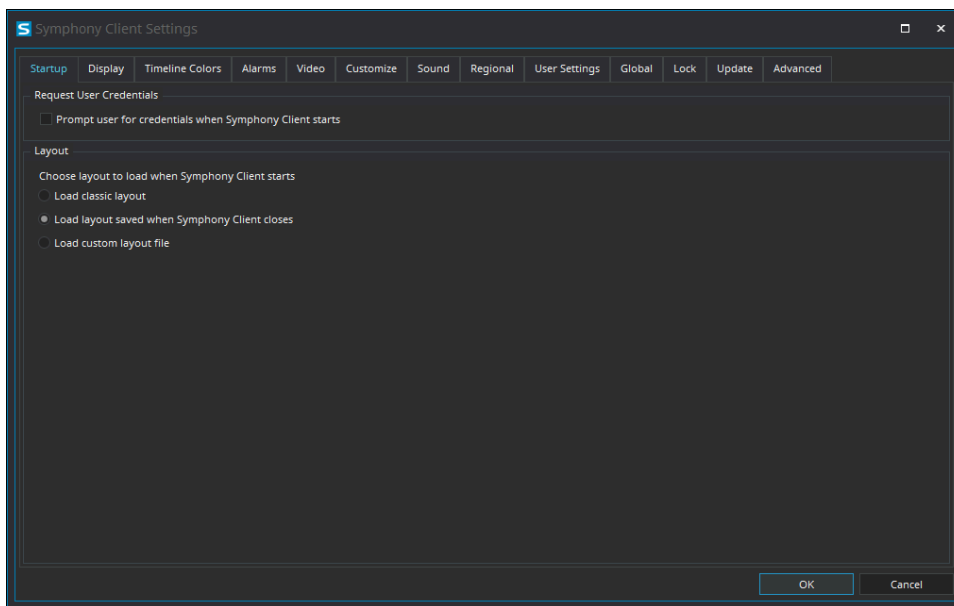 Symphony Client Settings
Startup Display Timeline Colors Alarms Video Customize Sound Regional User Settings Global Lock Update Advanced
Request User Credentials
Prompt user for credentials when Symphony Client starts
Layout
Choose layout to load when Symphony Client starts
Load classic layout
Load layout saved when Symphony Client closes
Load custom layout file
OK Cancel